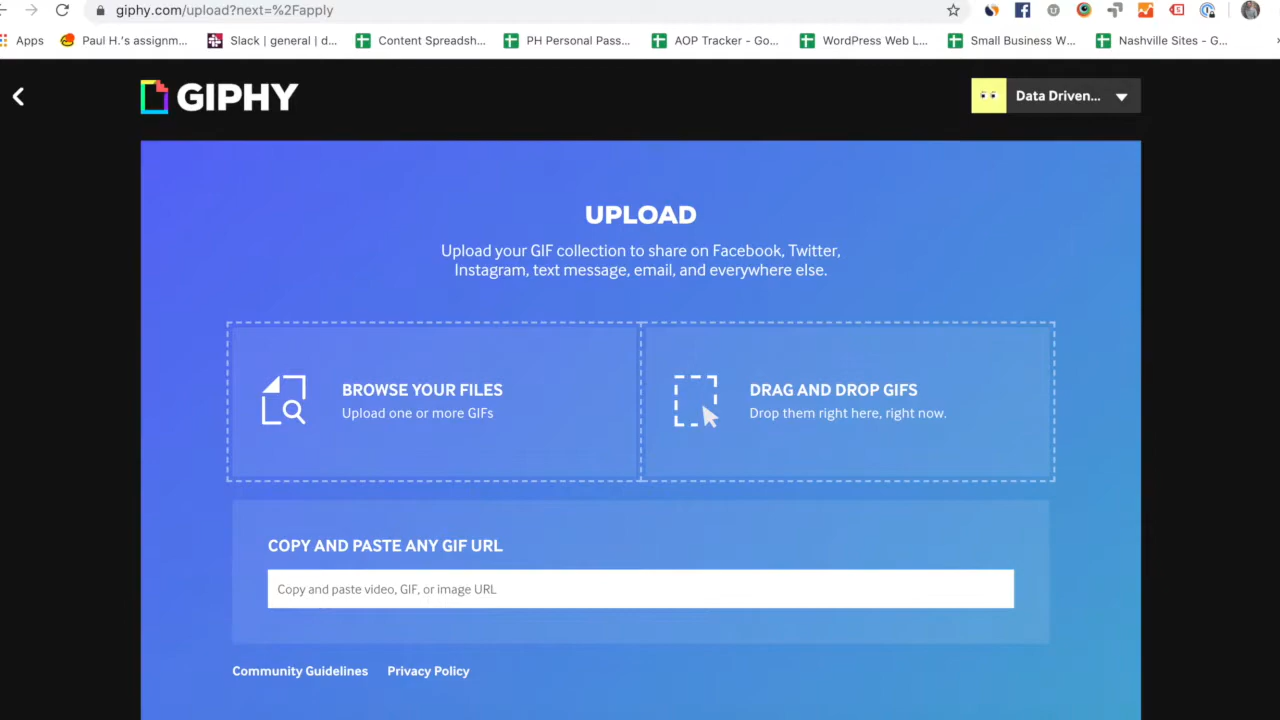 giphy.com/upload?next=%2Fapply
Apps Paul H.'s assignm... Slack | general | d... Content Spreadsh... PH Personal Pass... AOP Tracker - Go... WordPress Web L... Small Business W... Nashville Sites - G...
GIPHY
Data Driven...
UPLOAD
Upload your GIF collection to share on Facebook, Twitter,
Instagram, text message, email, and everywhere else.
BROWSE YOUR FILES
Upload one or more GIFs
DRAG AND DROP GIFS
Drop them right here, right now.
COPY AND PASTE ANY GIF URL
Copy and paste video, GIF, or image URL
Community Guidelines Privacy Policy